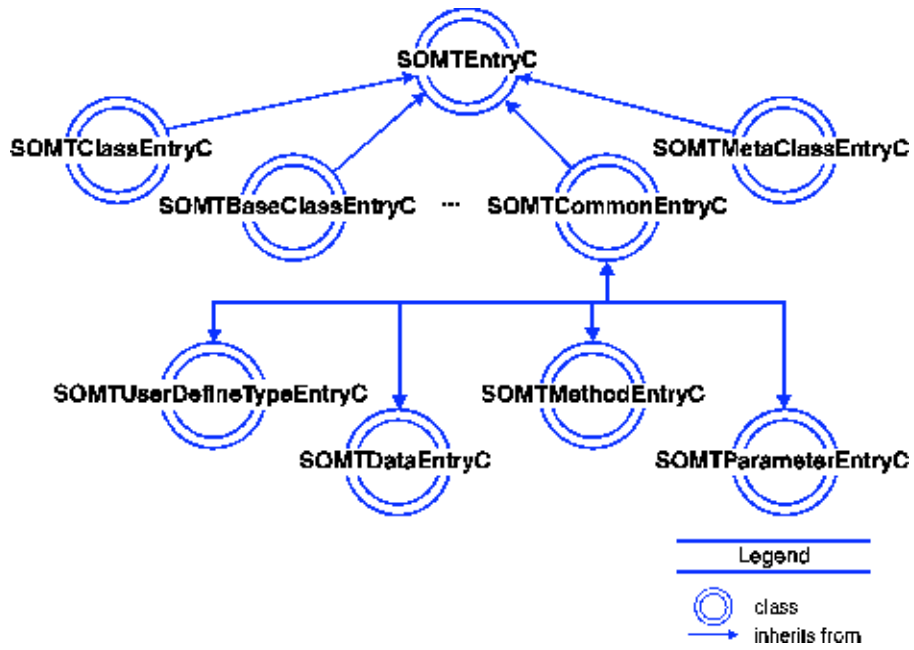 SOMTEntryC
SOMTClassEntryC
SOMTMetaClassEntryC
SOMTBaseClassEntryC ... SOMTCommonEntryC
SOMTUserDefineTypeEntryC
SOMTMethodEntryC
SOMTDataEntryC
SOMTParameterEntryC
Legend
class
inherits from